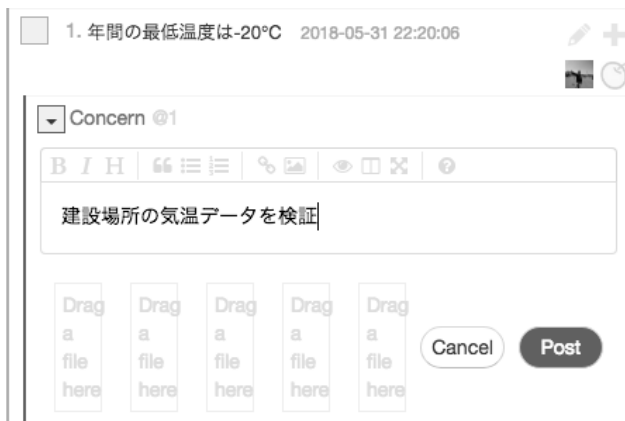 1. 年間の最低温度は-20°C 2018-05-31 22:20:06
Concern @1
B I H
建設場所の気温データを検証
Drag a file here
Drag a file here
Drag a file here
Drag a file here
Drag a file here
Cancel Post